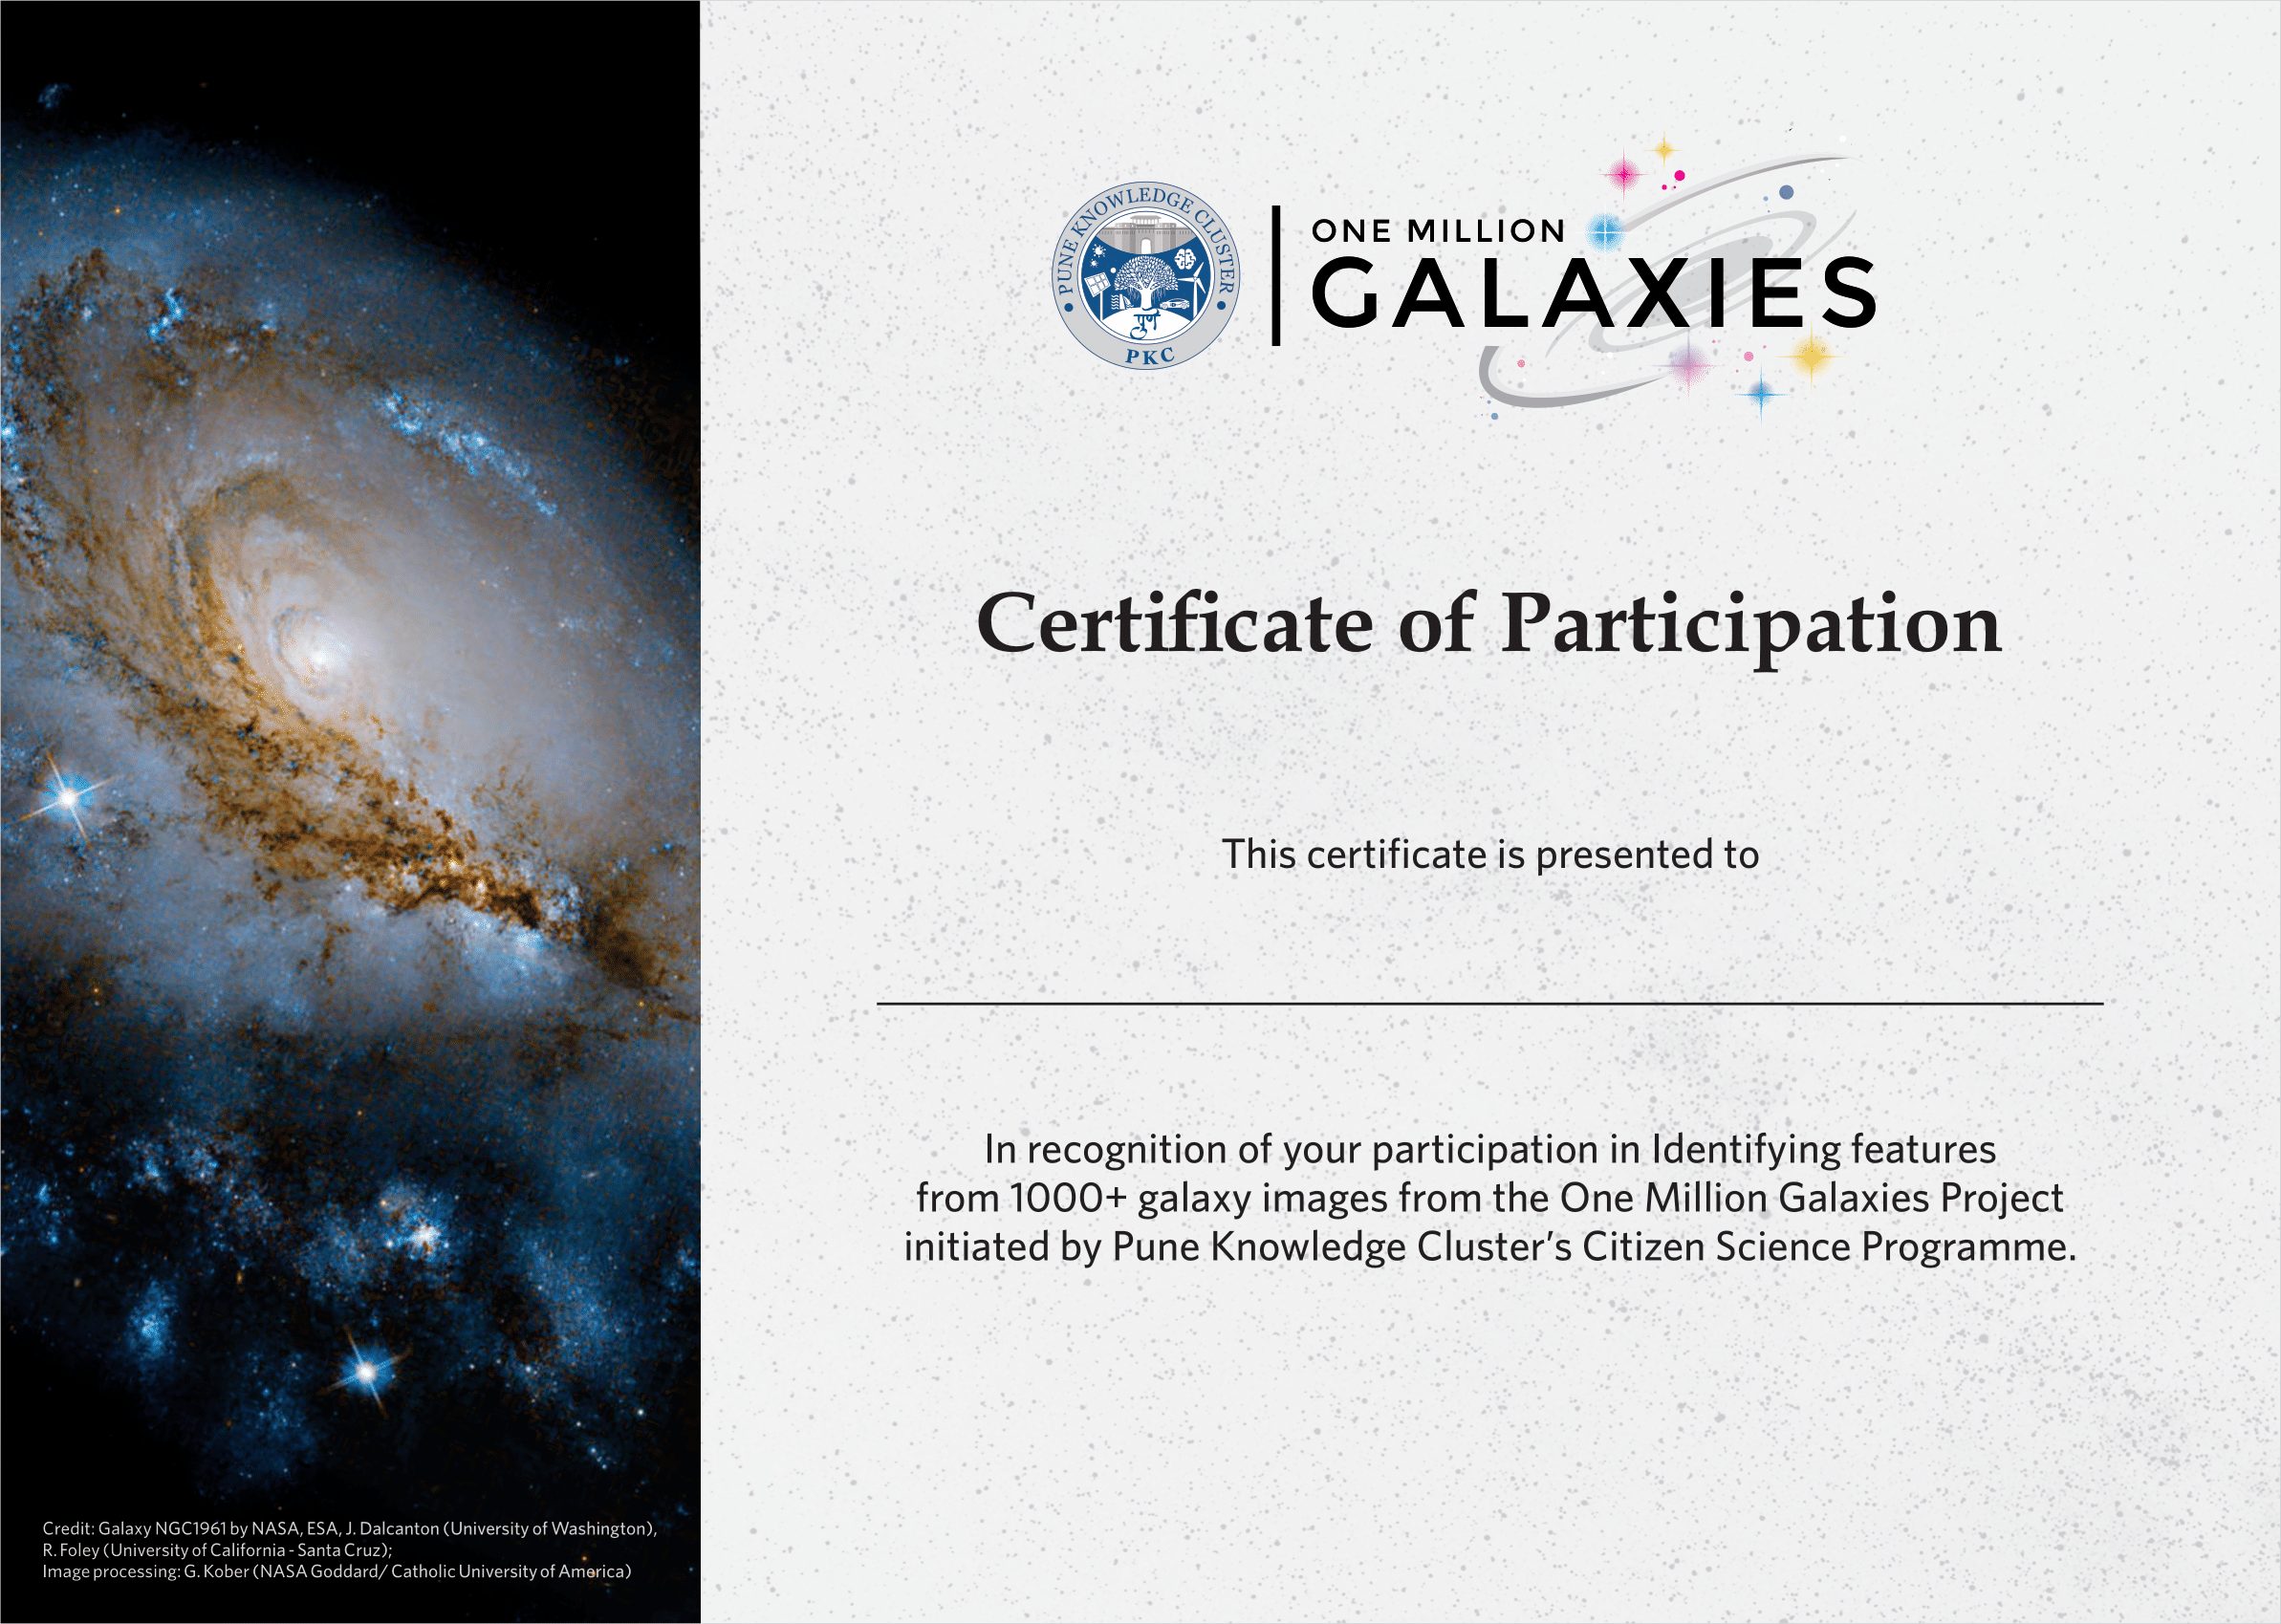 PUNE KNOWLEDGE CLUSTER
पुणे
PKC
ONE MILLION
GALAXIES
Certificate of Participation
This certificate is presented to
In recognition of your participation in Identifying features
from 1000+ galaxy images from the One Million Galaxies Project
initiated by Pune Knowledge Cluster’s Citizen Science Programme.
Credit: Galaxy NGC1961 by NASA, ESA, J. Dalcanton (University of Washington),
R. Foley (University of California - Santa Cruz);
Image processing: G. Kober (NASA Goddard/ Catholic University of America)